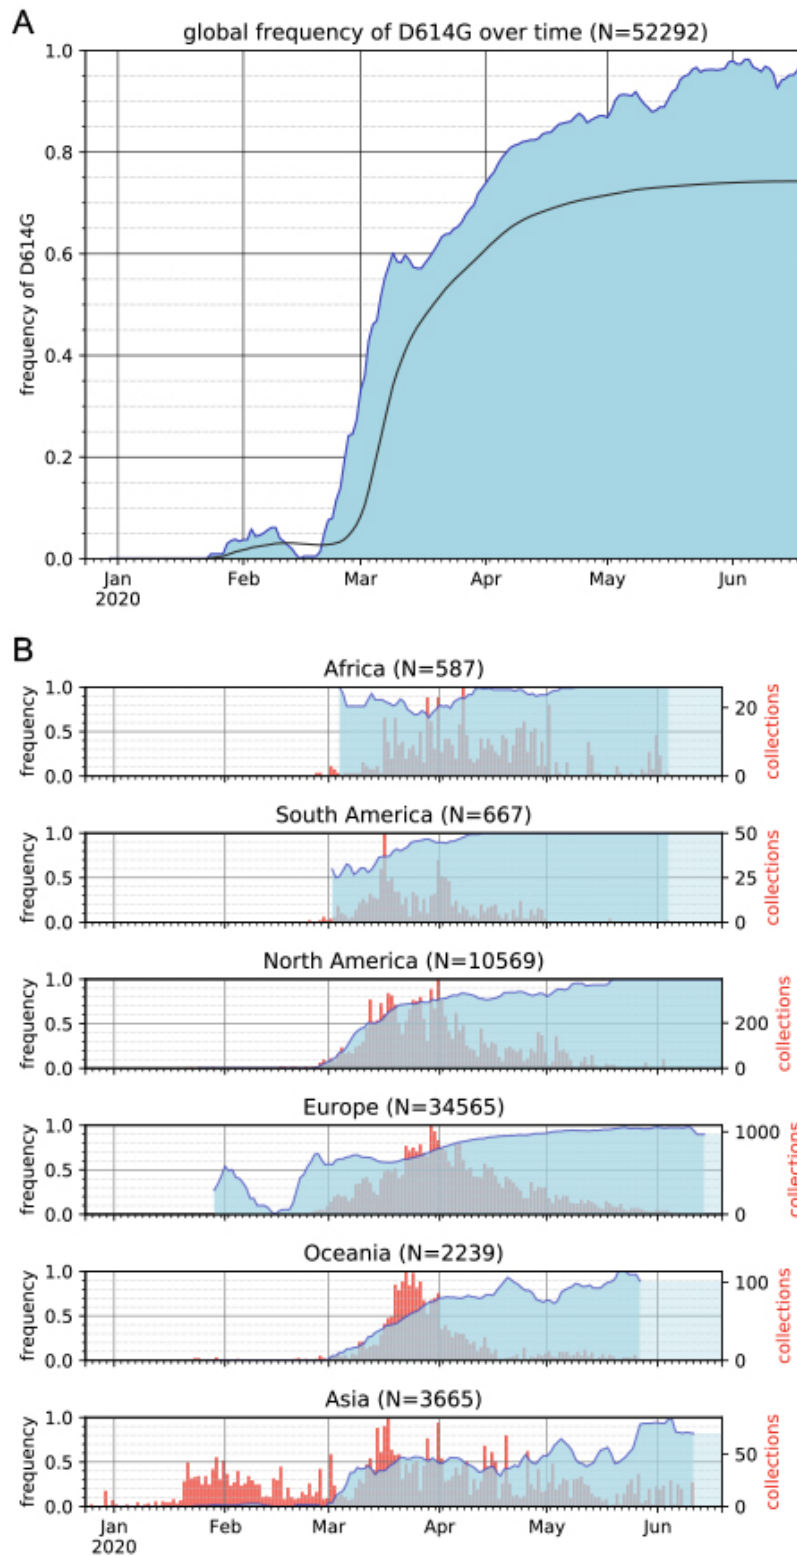 A
global frequency of D614G over time (N=52292)
frequency of D614G
1.0
0.8
0.6
0.4
0.2
0.0
Jan Feb Mar Apr May Jun
2020
B
Africa (N=587)
frequency
1.0
0.5
0.0
20
0
collections
South America (N=667)
frequency
1.0
0.5
0.0
50
25
0
collections
North America (N=10569)
frequency
1.0
0.5
0.0
200
0
collections
Europe (N=34565)
frequency
1.0
0.5
0.0
1000
0
collections
Oceania (N=2239)
frequency
1.0
0.5
0.0
100
0
collections
Asia (N=3665)
frequency
1.0
0.5
0.0
50
0
collections
Jan Feb Mar Apr May Jun
2020